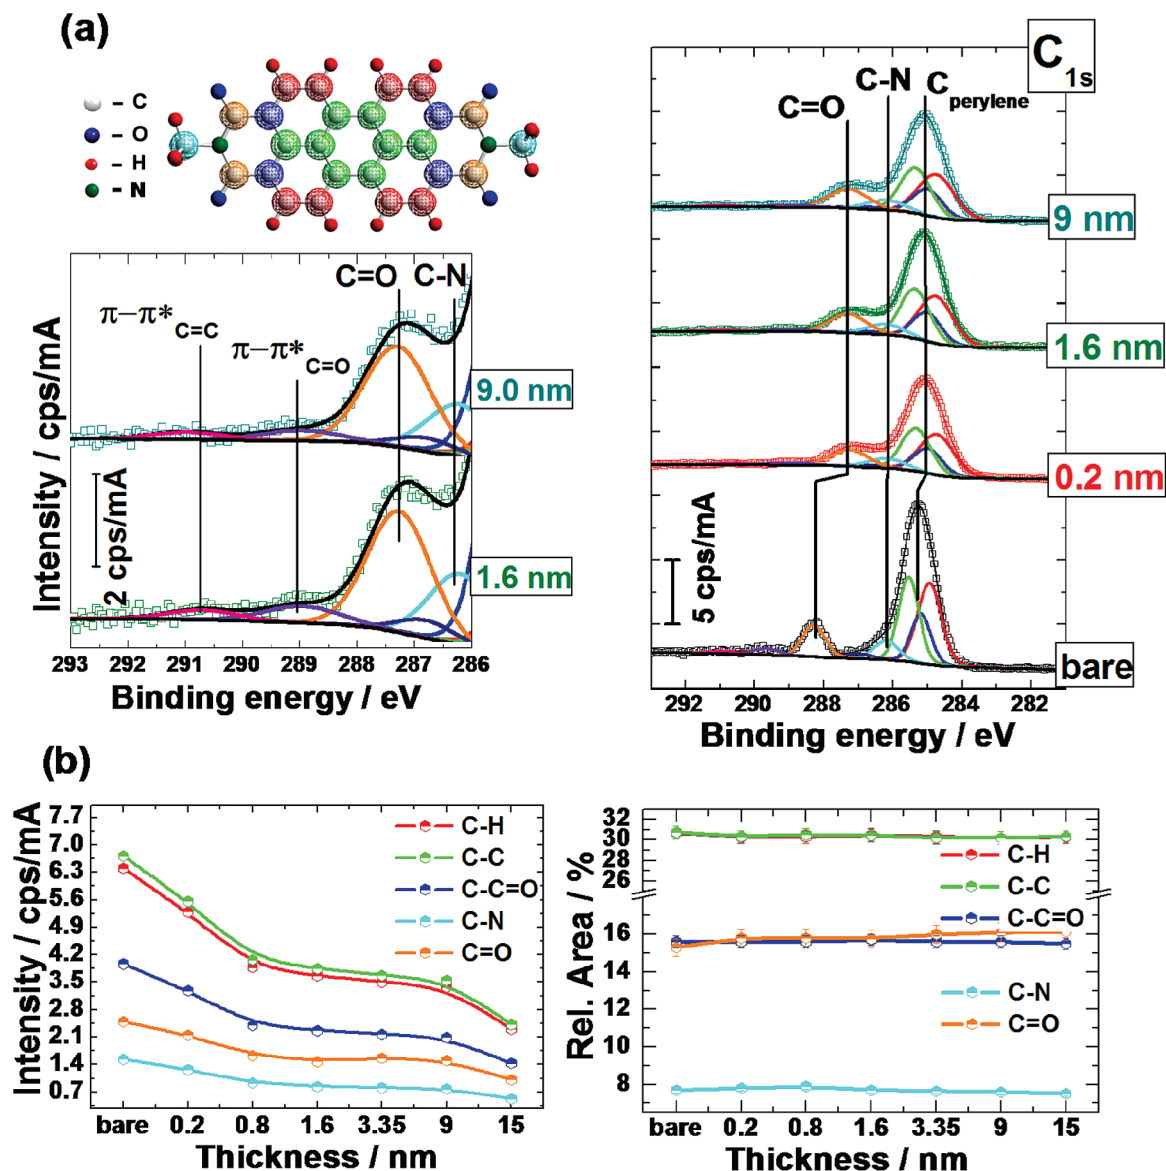 (a)
– C
– O
– H
– N
C=O C-N
π–π* C=C
π–π* C=O
9.0 nm
2 cps/mA
1.6 nm
Intensity / cps/mA
293 292 291 290 289 288 287 286
Binding energy / eV
C1s
C=O C-N Cperylene
9 nm
1.6 nm
0.2 nm
5 cps/mA
bare
292 290 288 286 284 282
Binding energy / eV
(b)
Intensity / cps/mA
7.7
7.0
6.3
5.6
4.9
4.2
3.5
2.8
2.1
1.4
0.7
C-H
C-C
C-C=O
C-N
C=O
bare 0.2 0.8 1.6 3.35 9 15
Thickness / nm
Rel. Area / %
32
30
28
26
16
14
12
10
8
C-H
C-C
C-C=O
C-N
C=O
bare 0.2 0.8 1.6 3.35 9 15
Thickness / nm